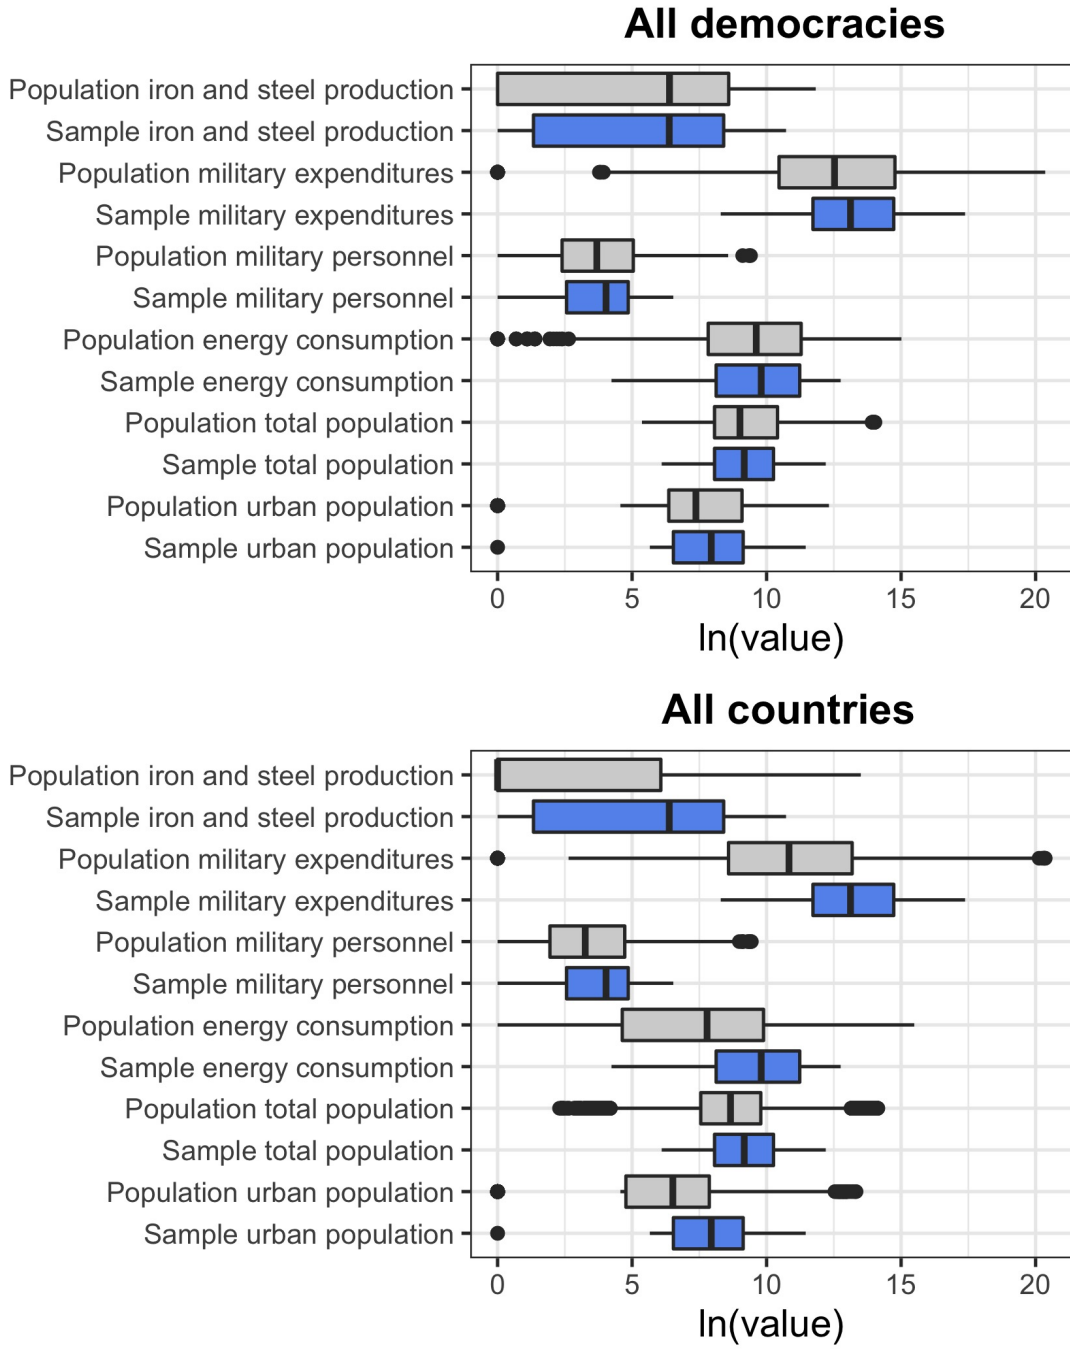 All democracies
Population iron and steel production
Sample iron and steel production
Population military expenditures
Sample military expenditures
Population military personnel
Sample military personnel
Population energy consumption
Sample energy consumption
Population total population
Sample total population
Population urban population
Sample urban population
0 5 10 15 20
ln(value)
All countries
Population iron and steel production
Sample iron and steel production
Population military expenditures
Sample military expenditures
Population military personnel
Sample military personnel
Population energy consumption
Sample energy consumption
Population total population
Sample total population
Population urban population
Sample urban population
0 5 10 15 20
ln(value)